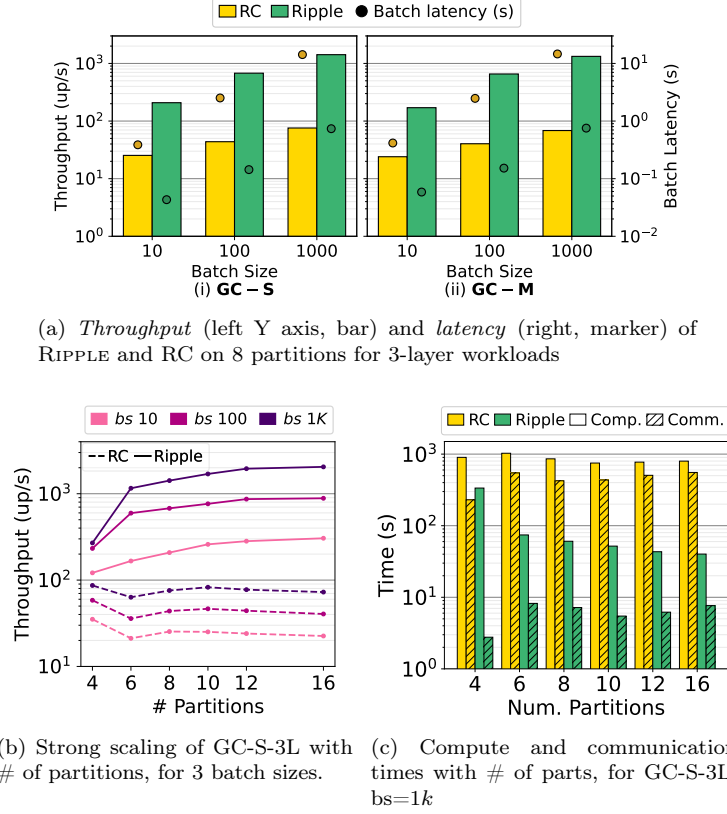 RC Ripple Batch latency (s)
Throughput (up/s)
10³
10²
10¹
10⁰
10 100 1000
Batch Size
(i) GC − S
10 100 1000
Batch Size
(ii) GC − M
10¹
10⁰
10⁻¹
10⁻²
Batch Latency (s)
(a) Throughput (left Y axis, bar) and latency (right, marker) of
RIPPLE and RC on 8 partitions for 3-layer workloads
bs 10 bs 100 bs 1K
RC Ripple
Throughput (up/s)
10³
10²
10¹
4 6 8 10 12 16
# Partitions
(b) Strong scaling of GC-S-3L with
# of partitions, for 3 batch sizes.
RC Ripple Comp. Comm.
Time (s)
10³
10²
10¹
10⁰
4 6 8 10 12 16
Num. Partitions
(c) Compute and communication
times with # of parts, for GC-S-3L
bs=1k